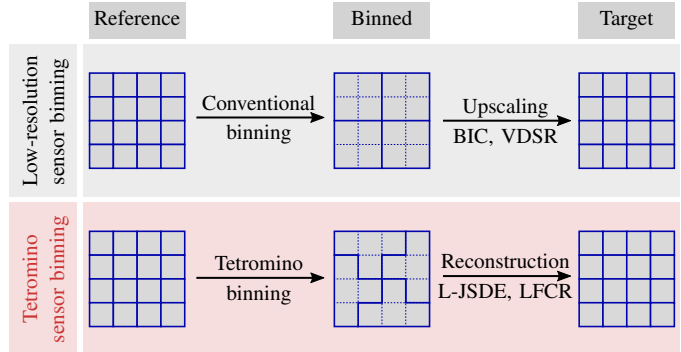 Reference
Binned
Target
Low-resolution
sensor binning
Conventional
binning
Upscaling
BIC, VDSR
Tetromino
sensor binning
Tetromino
binning
Reconstruction
L-JSDE, LFCR